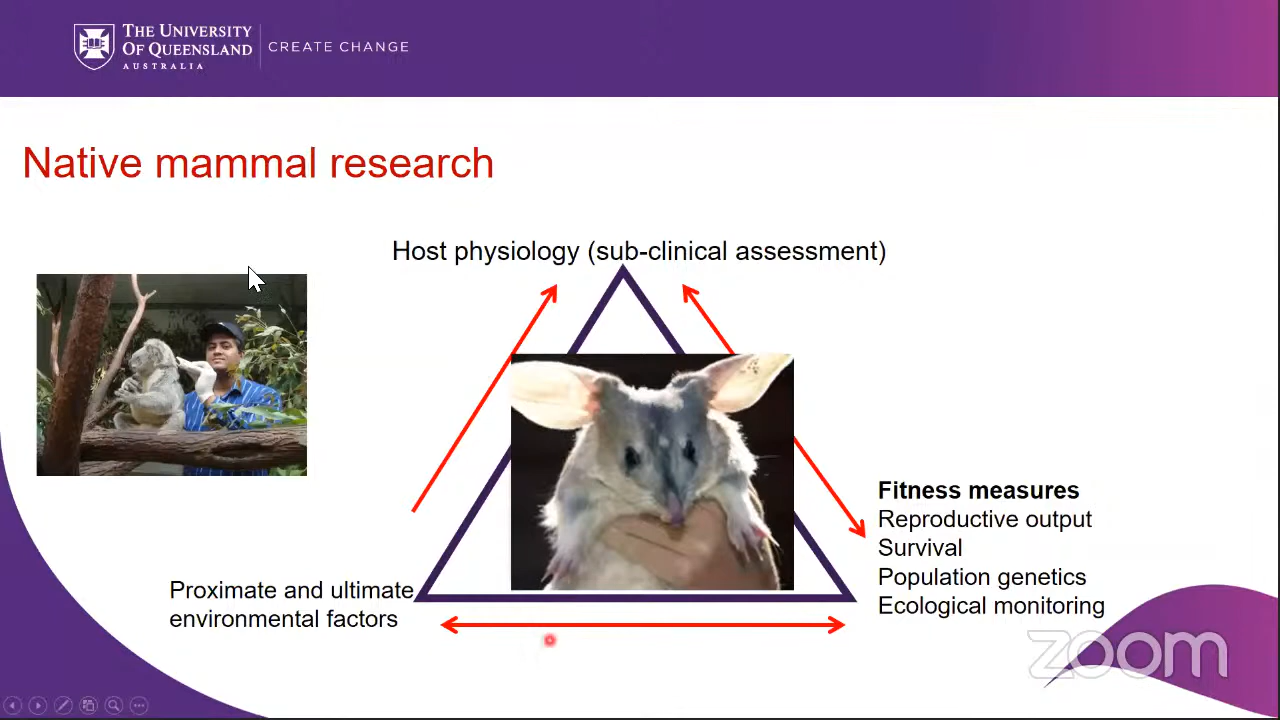 THE UNIVERSITY
OF QUEENSLAND
AUSTRALIA
CREATE CHANGE
Native mammal research
Host physiology (sub-clinical assessment)
Fitness measures
Reproductive output
Survival
Population genetics
Ecological monitoring
Proximate and ultimate
environmental factors
zoom